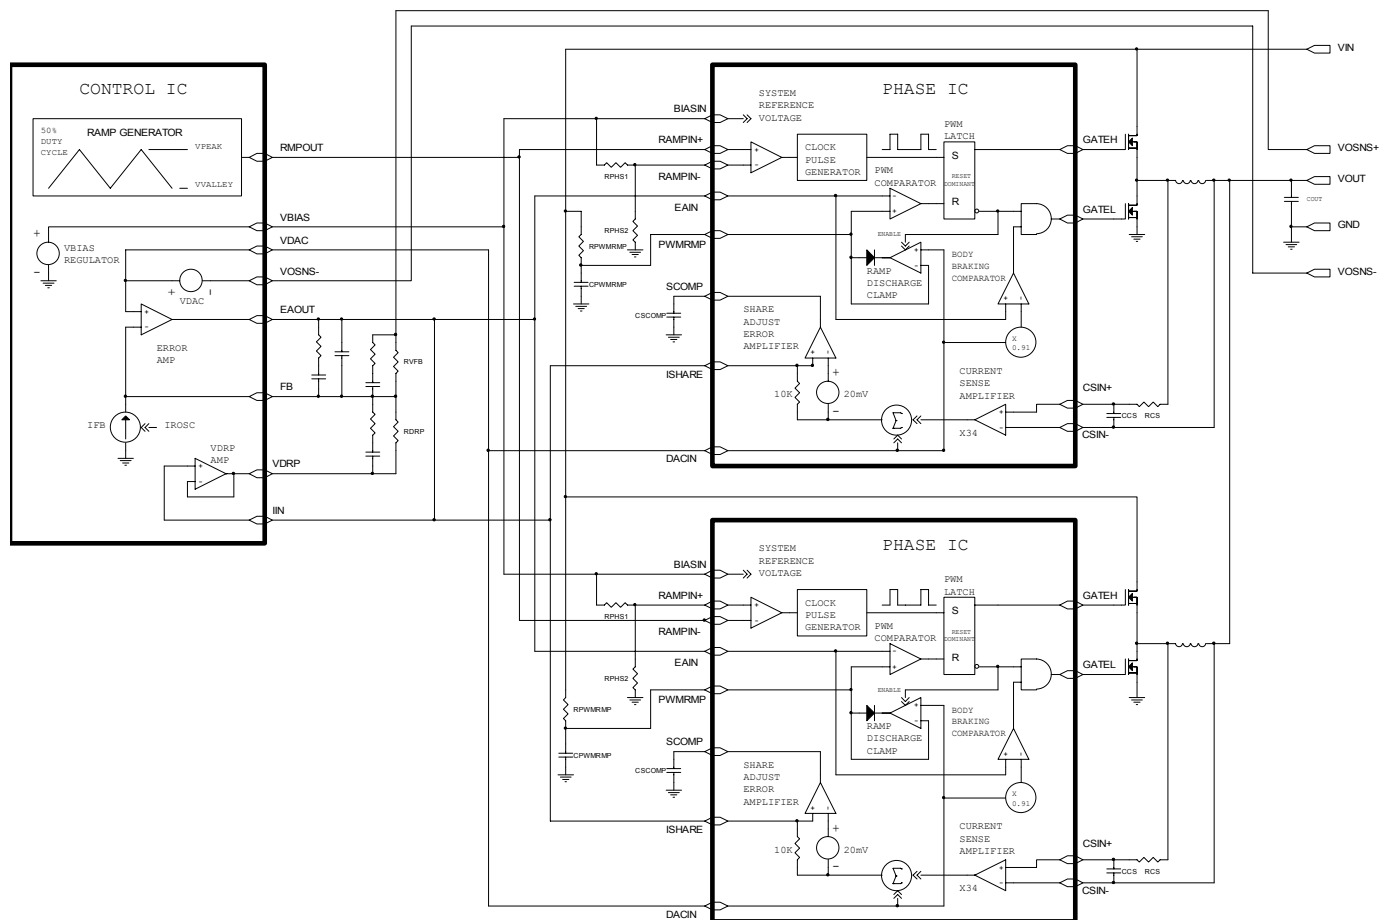 CONTROL IC
50%
DUTY
CYCLE
RAMP GENERATOR
VPEAK
VVALLEY
RMPOUT
VBIAS
VDAC
VOSNS-
EAOUT
FB
VDRP
IIN
+
-
VBIAS
REGULATOR
+ -
VDAC
+
-
ERROR
AMP
IFB
IROSC
VDRP
AMP
+
-
RVFB
RDRP
VIN
VOSNS+
VOUT
COUT
GND
VOSNS-
PHASE IC
BIASIN
RAMPIN+
RAMPIN-
EAIN
PWMRMP
SCOMP
ISHARE
DACIN
RPHS1
RPHS2
RPWMRMP
CPWMRMP
CSCOMP
SYSTEM
REFERENCE
VOLTAGE
+
-
CLOCK
PULSE
GENERATOR
PWM
LATCH
S
RESET
DOMINANT
R
PWM
COMPARATOR
-
+
ENABLE
+
-
RAMP
DISCHARGE
CLAMP
BODY
BRAKING
COMPARATOR
+ -
X
0.91
SHARE
ADJUST
ERROR
AMPLIFIER
+ -
10K
+
20mV
-
Σ
CURRENT
SENSE
AMPLIFIER
+
-
X34
GATEH
GATEL
CSIN+
CCS
RCS
CSIN-
PHASE IC
BIASIN
RAMPIN+
RAMPIN-
EAIN
PWMRMP
SCOMP
ISHARE
DACIN
RPHS1
RPHS2
RPWMRMP
CPWMRMP
CSCOMP
SYSTEM
REFERENCE
VOLTAGE
+
-
CLOCK
PULSE
GENERATOR
PWM
LATCH
S
RESET
DOMINANT
R
PWM
COMPARATOR
-
+
ENABLE
+
-
RAMP
DISCHARGE
CLAMP
BODY
BRAKING
COMPARATOR
+ -
X
0.91
SHARE
ADJUST
ERROR
AMPLIFIER
+ -
10K
+
20mV
-
Σ
CURRENT
SENSE
AMPLIFIER
+
-
X34
GATEH
GATEL
CSIN+
CCS
RCS
CSIN-